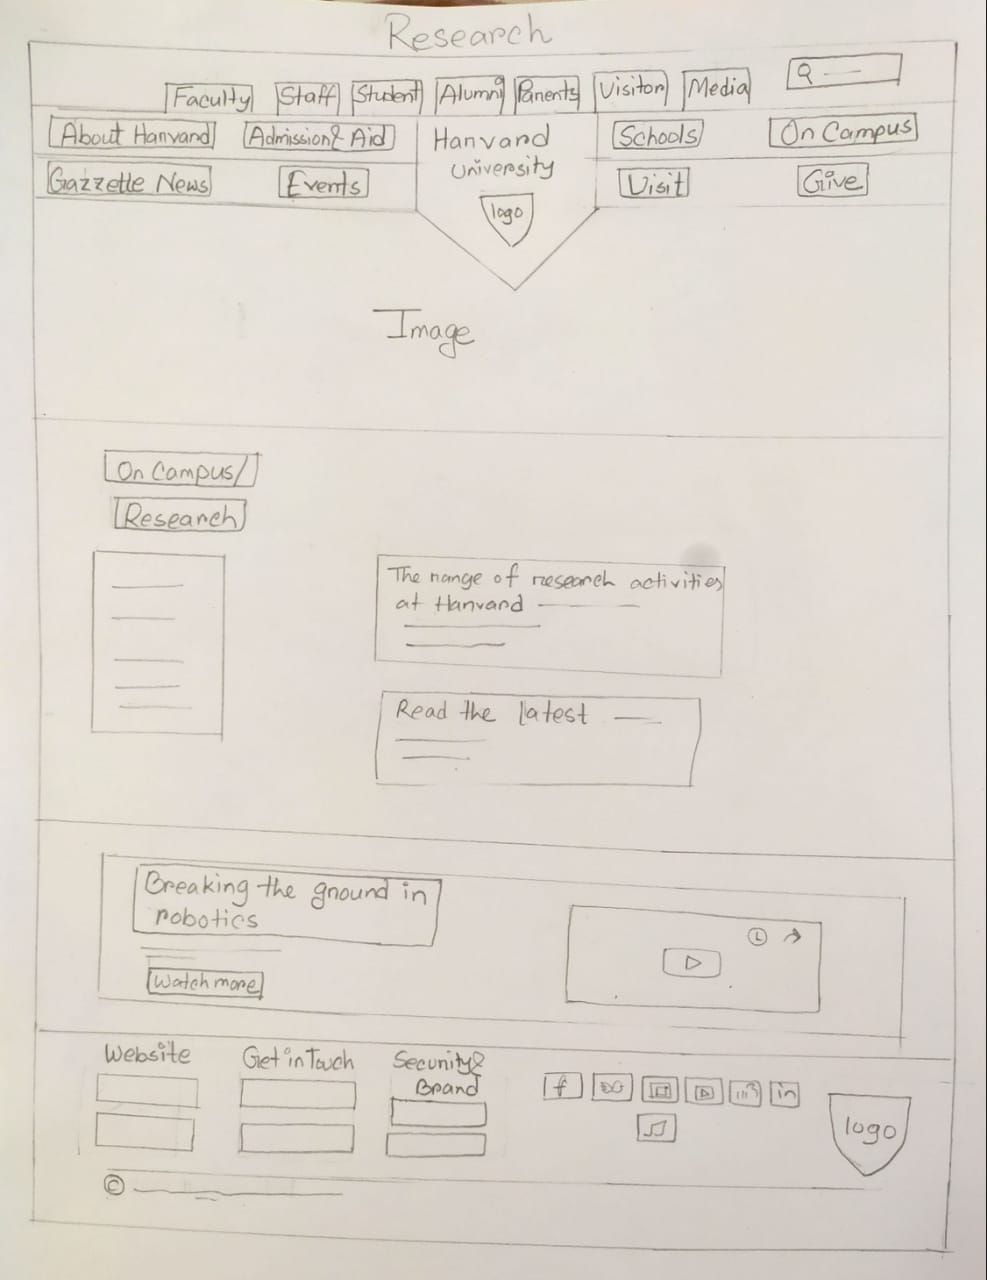 Research
Faculty Staff Student Alumni Parents Visitor Media
About Harvard Admission & Aid Harvard University Schools On Campus
Gazzette News Events logo Visit Give
Image
On Campus/
Research
The range of research activities
at Harvard
Read the latest
Breaking the ground in
robotics
Watch more
L
Website Get in Touch Security &
Brand
f in
logo
©